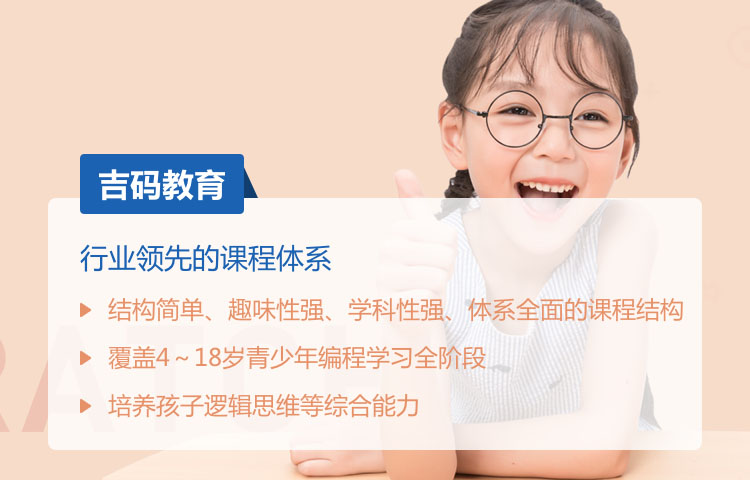 吉码教育
行业领先的课程体系
结构简单、趣味性强、学科性强、体系全面的课程结构
覆盖4～18岁青少年编程学习全阶段
培养孩子逻辑思维等综合能力